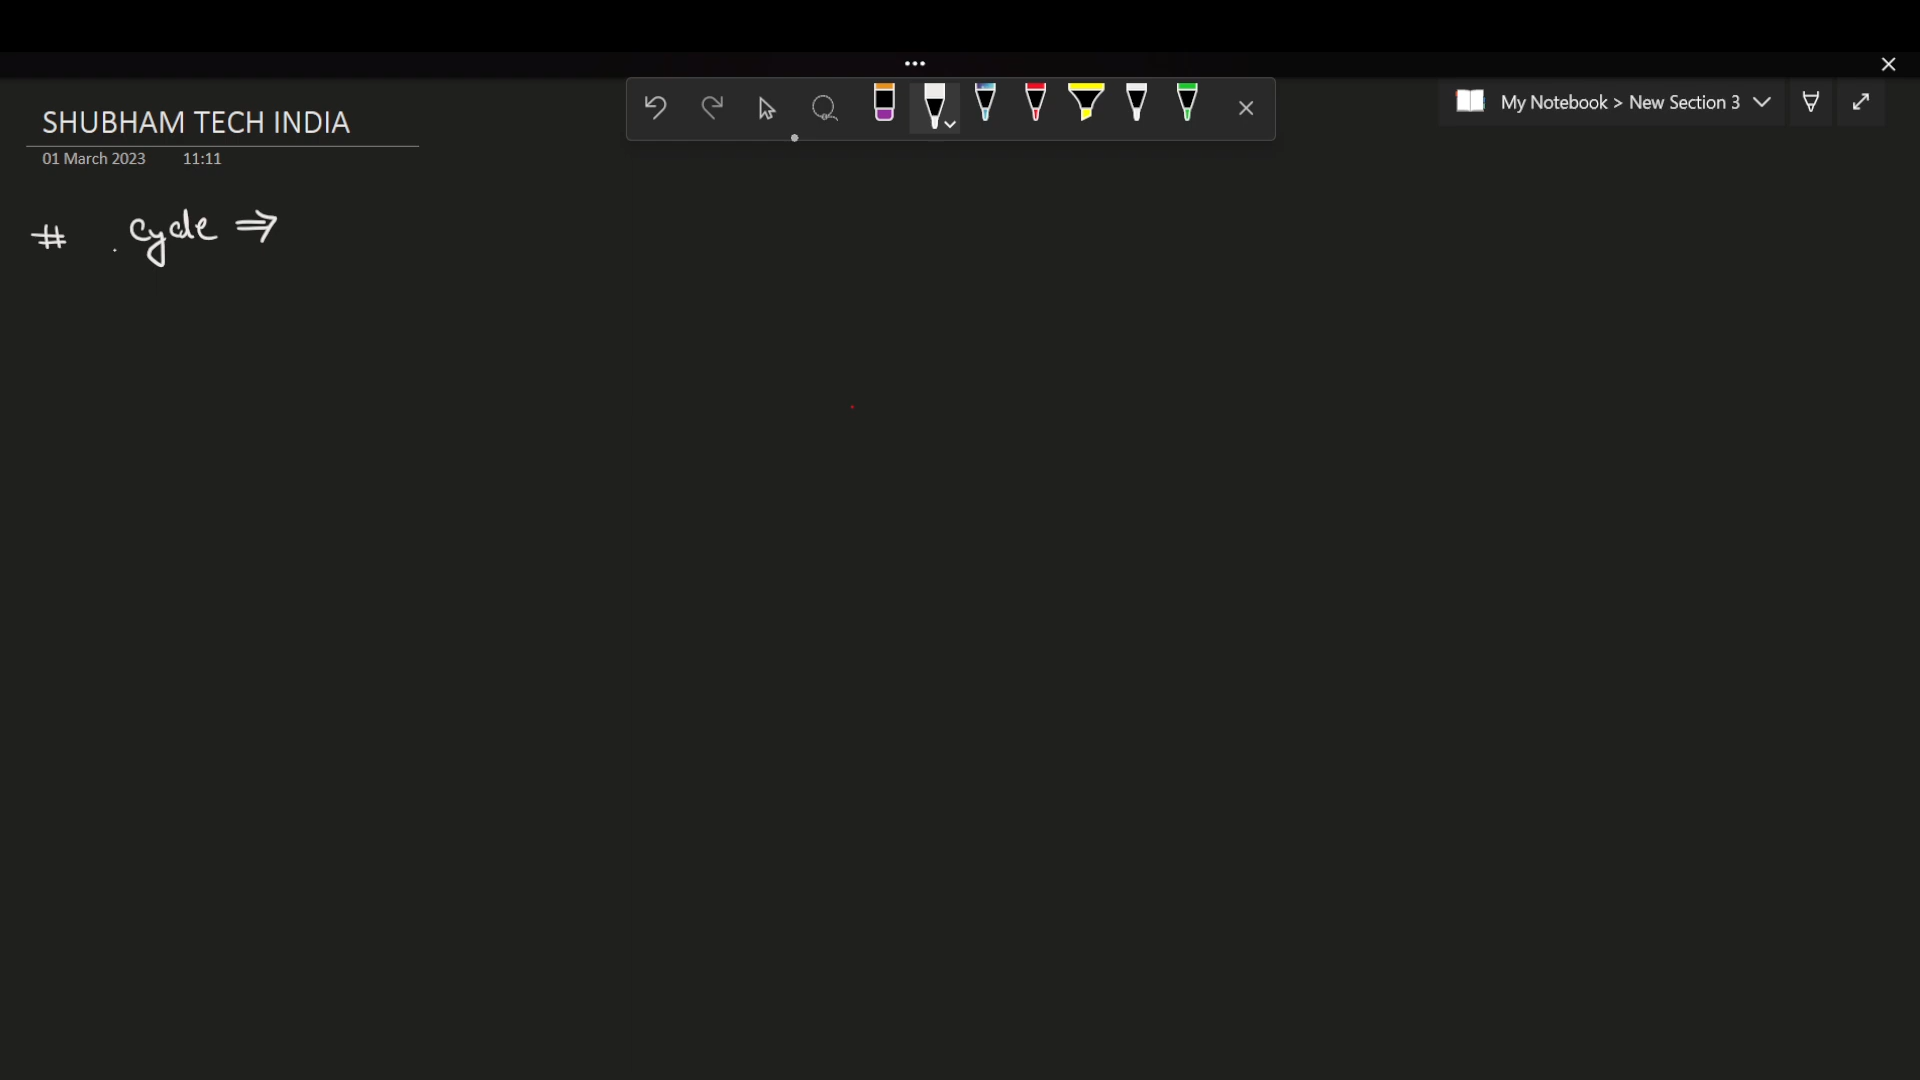 My Notebook > New Section 3
SHUBHAM TECH INDIA
01 March 2023 11:11
# cycle ⇒